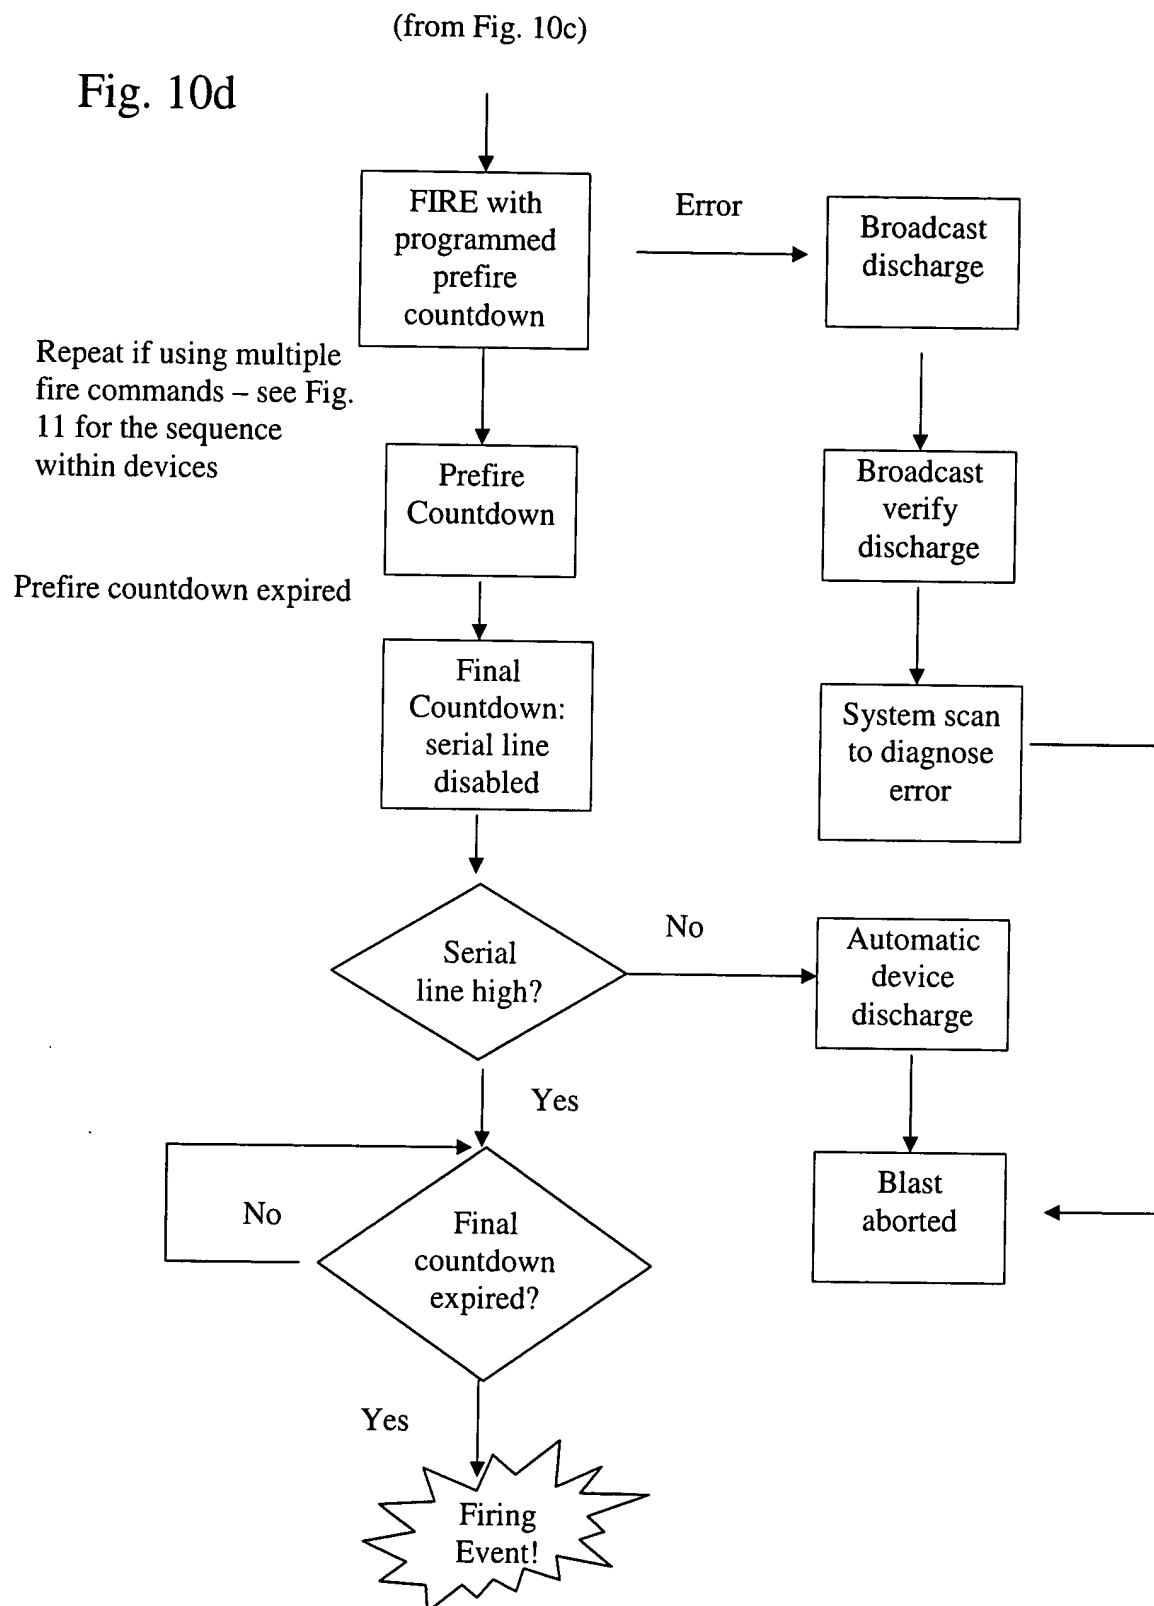 (from Fig. 10c)
Fig. 10d
FIRE with
programmed
prefire
countdown
Error
Broadcast
discharge
Repeat if using multiple
fire commands – see Fig.
11 for the sequence
within devices
Prefire
Countdown
Broadcast
verify
discharge
Prefire countdown expired
Final
Countdown:
serial line
disabled
System scan
to diagnose
error
Serial
line high?
No
Automatic
device
discharge
Yes
No
Final
countdown
expired?
Blast
aborted
Yes
Firing
Event!